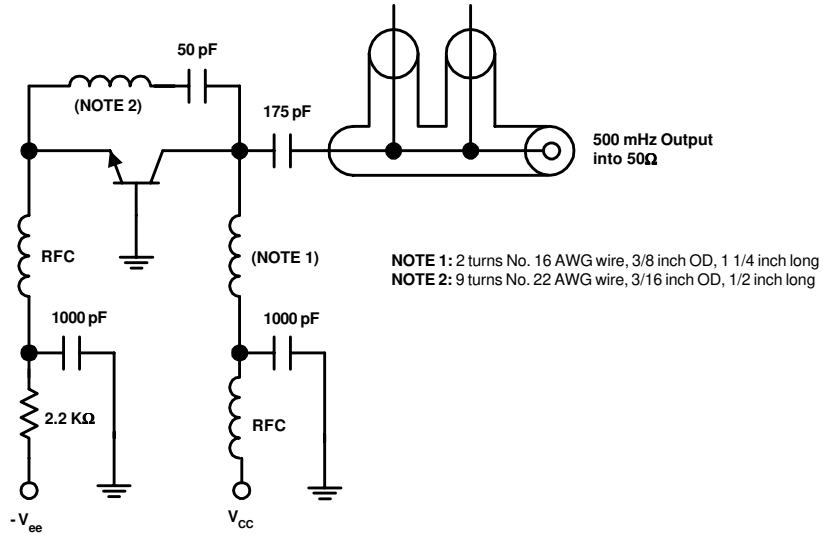 50 pF
(NOTE 2)
175 pF
500 mHz Output
into 50Ω
RFC
(NOTE 1)
NOTE 1: 2 turns No. 16 AWG wire, 3/8 inch OD, 1 1/4 inch long
NOTE 2: 9 turns No. 22 AWG wire, 3/16 inch OD, 1/2 inch long
1000 pF
1000 pF
2.2 KΩ
RFC
- Vee
VCC